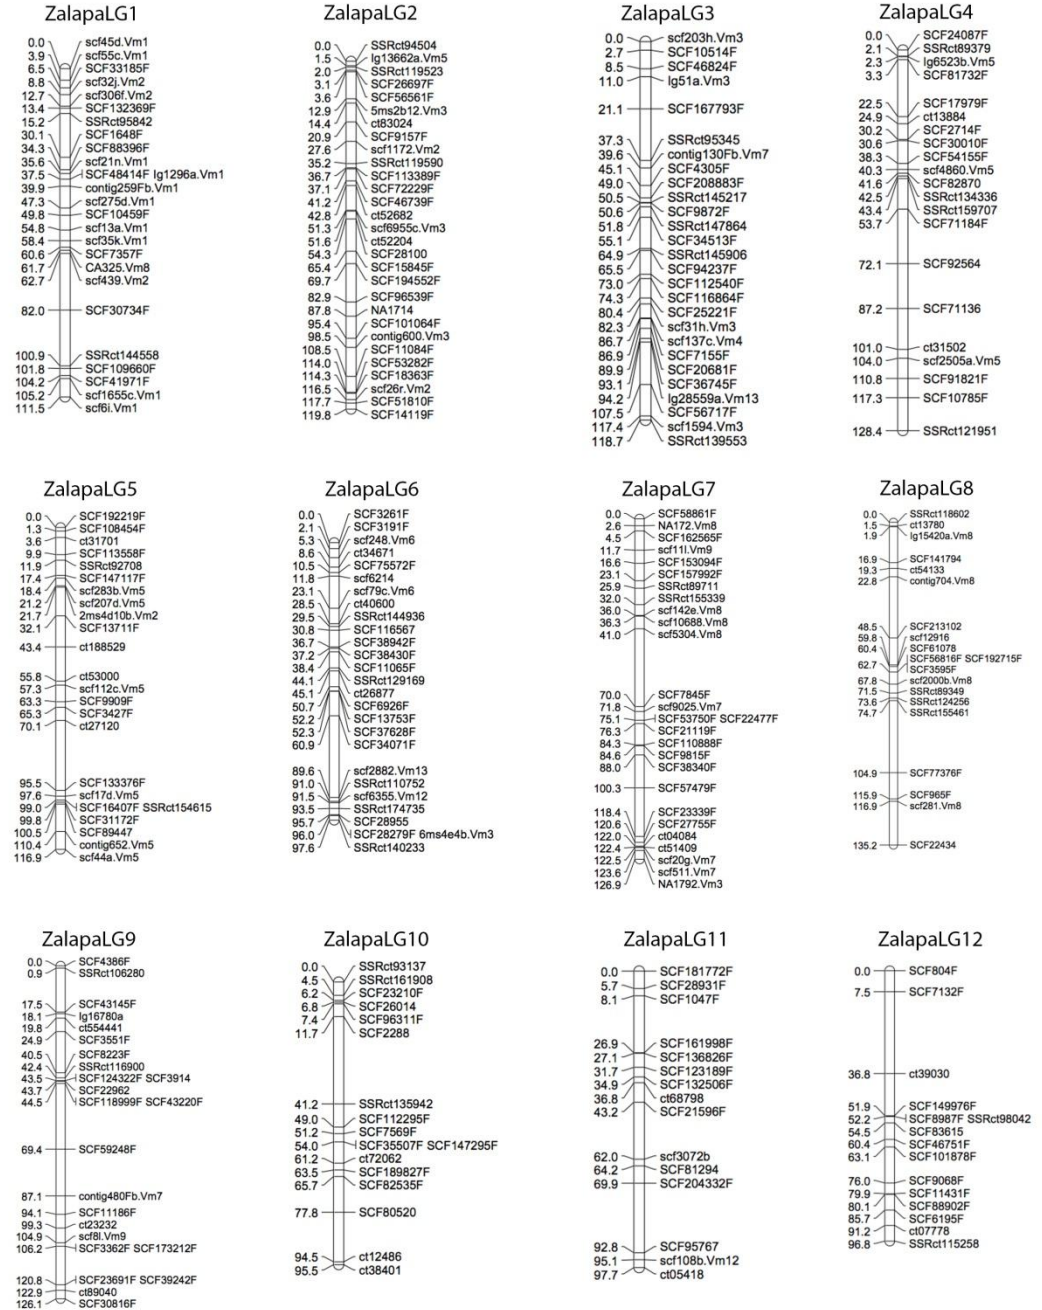 ZalapaLG1
0.0 scf45d.Vm1
3.9 scf55c.Vm1
6.5 SCF33185F
8.8 scf32j.Vm2
12.7 scf306f.Vm2
13.4 SCF132369F
15.2 SSRct95842
30.1 SCF1648F
34.3 SCF88396F
35.6 scf21n.Vm1
37.5 SCF48414F lg1296a.Vm1
39.9 contig259Fb.Vm1
47.3 scf275d.Vm1
49.8 SCF10459F
54.8 scf13a.Vm1
58.4 scf35k.Vm1
60.6 SCF7357F
61.7 CA325.Vm8
62.7 scf439.Vm2
82.0 SCF30734F
100.9 SSRct144558
101.8 SCF109660F
104.2 SCF41971F
105.2 scf1655c.Vm1
111.5 scf6i.Vm1
ZalapaLG2
0.0 SSRct94504
1.5 lg13662a.Vm5
2.0 SSRct119523
3.1 SCF26697F
3.6 SCF56561F
12.9 5ms2b12.Vm3
14.4 ct83024
20.9 SCF9157F
27.6 scf1172.Vm2
35.2 SSRct119590
36.7 SCF113389F
37.1 SCF72229F
41.2 SCF46739F
42.8 ct52682
51.3 scf6955c.Vm3
51.6 ct52204
54.3 SCF28100
65.4 SCF15845F
69.7 SCF194552F
82.9 SCF96539F
87.8 NA1714
95.4 SCF101064F
98.5 contig600.Vm3
108.5 SCF11084F
114.0 SCF53282F
114.3 SCF18363F
116.5 scf26r.Vm2
117.7 SCF51810F
119.8 SCF14119F
ZalapaLG3
0.0 scf203h.Vm3
2.7 SCF10514F
8.5 SCF46824F
11.0 lg51a.Vm3
21.1 SCF167793F
37.3 SSRct95345
39.6 contig130Fb.Vm7
45.1 SCF4305F
49.0 SCF208883F
50.5 SSRct145217
50.6 SCF9872F
51.8 SSRct147864
55.1 SCF34513F
64.9 SSRct145906
65.5 SCF94237F
73.0 SCF112540F
74.3 SCF116864F
80.4 SCF25221F
82.3 scf31h.Vm3
86.7 scf137c.Vm4
86.9 SCF7155F
89.9 SCF20681F
93.1 SCF36745F
94.2 lg28559a.Vm13
107.5 SCF56717F
117.4 scf1594.Vm3
118.7 SSRct139553
ZalapaLG4
0.0 SCF24087F
2.1 SSRct89379
2.3 lg6523b.Vm5
3.3 SCF81732F
22.5 SCF17979F
24.9 ct13884
30.2 SCF2714F
30.6 SCF30010F
38.3 SCF54155F
40.3 scf4860.Vm5
41.6 SCF82870
42.5 SSRct134336
43.4 SSRct159707
53.7 SCF71184F
72.1 SCF92564
87.2 SCF71136
101.0 ct31502
104.0 scf2505a.Vm5
110.8 SCF91821F
117.3 SCF10785F
128.4 SSRct121951
ZalapaLG5
0.0 SCF192219F
1.3 SCF108454F
3.6 ct31701
9.9 SCF113558F
11.9 SSRct92708
17.4 SCF147117F
18.4 scf283b.Vm5
21.2 scf207d.Vm5
21.7 2ms4d10b.Vm2
32.1 SCF13711F
43.4 ct188529
55.8 ct53000
57.3 scf112c.Vm5
63.3 SCF9909F
65.3 SCF3427F
70.1 ct27120
95.5 SCF133376F
97.6 scf17d.Vm5
99.0 SCF16407F SSRct154615
99.8 SCF31172F
100.5 SCF89447
110.4 contig652.Vm5
116.9 scf44a.Vm5
ZalapaLG6
0.0 SCF3261F
2.1 SCF3191F
5.3 scf248.Vm6
8.6 ct34671
10.5 SCF75572F
11.8 scf6214
23.1 scf79c.Vm6
28.5 ct40600
29.5 SSRct144936
30.8 SCF116567
36.7 SCF38942F
37.2 SCF38430F
38.4 SCF11065F
44.1 SSRct129169
45.1 ct26877
50.7 SCF6926F
52.2 SCF13753F
52.3 SCF37628F
60.9 SCF34071F
89.6 scf2882.Vm13
91.0 SSRct110752
91.5 scf6355.Vm12
93.5 SSRct174735
95.7 SCF28955
96.0 SCF28279F 6ms4e4b.Vm3
97.6 SSRct140233
ZalapaLG7
0.0 SCF58861F
2.6 NA172.Vm8
4.5 SCF162565F
11.7 scf11l.Vm9
16.6 SCF153094F
23.1 SCF157992F
25.9 SSRct89711
32.0 SSRct155339
36.0 scf142e.Vm8
36.3 scf10688.Vm8
41.0 scf5304.Vm8
70.0 SCF7845F
71.8 scf9025.Vm7
75.1 SCF53750F SCF22477F
76.3 SCF21119F
84.3 SCF110888F
84.6 SCF9815F
88.0 SCF38340F
100.3 SCF57479F
118.4 SCF23339F
120.6 SCF27755F
122.0 ct04084
122.4 ct51409
122.5 scf20g.Vm7
123.6 scf511.Vm7
126.9 NA1792.Vm3
ZalapaLG8
0.0 SSRct118602
1.5 ct13780
1.9 lg15420a.Vm8
16.9 SCF141794
19.3 ct54133
22.8 contig704.Vm8
48.5 SCF213102
59.8 scf12916
60.4 SCF61078
SCF56816F SCF192715F
62.7 SCF3595F
67.8 scf2000b.Vm8
71.5 SSRct89349
73.6 SSRct124256
74.7 SSRct155461
104.9 SCF77376F
115.9 SCF965F
116.9 scf281.Vm8
135.2 SCF22434
ZalapaLG9
0.0 SCF4386F
0.9 SSRct106280
17.5 SCF43145F
18.1 lg16780a
19.8 ct554441
24.9 SCF3551F
40.5 SCF8223F
42.4 SSRct116900
43.5 SCF124322F SCF3914
43.7 SCF22962
44.5 SCF118999F SCF43220F
69.4 SCF59248F
87.1 contig480Fb.Vm7
94.1 SCF11186F
99.3 ct23232
104.9 scf8l.Vm9
106.2 SCF3362F SCF173212F
120.8 SCF23691F SCF39242F
122.9 ct89040
126.1 SCF30816F
ZalapaLG10
0.0 SSRct93137
4.5 SSRct161908
6.2 SCF23210F
6.8 SCF26014
7.4 SCF96311F
11.7 SCF2288
41.2 SSRct135942
49.0 SCF112295F
51.2 SCF7569F
54.0 SCF35507F SCF147295F
61.2 ct72062
63.5 SCF189827F
65.7 SCF82535F
77.8 SCF80520
94.5 ct12486
95.5 ct38401
ZalapaLG11
0.0 SCF181772F
5.7 SCF28931F
8.1 SCF1047F
26.9 SCF161998F
27.1 SCF136826F
31.7 SCF123189F
34.9 SCF132506F
36.8 ct68798
43.2 SCF21596F
62.0 scf3072b
64.2 SCF81294
69.9 SCF204332F
92.8 SCF95767
95.1 scf108b.Vm12
97.7 ct05418
ZalapaLG12
0.0 SCF804F
7.5 SCF7132F
36.8 ct39030
51.9 SCF149976F
52.2 SCF8987F SSRct98042
54.5 SCF83615
60.4 SCF46751F
63.1 SCF101878F
76.0 SCF9068F
79.9 SCF11431F
80.1 SCF88902F
85.7 SCF6195F
91.2 ct07778
96.8 SSRct115258